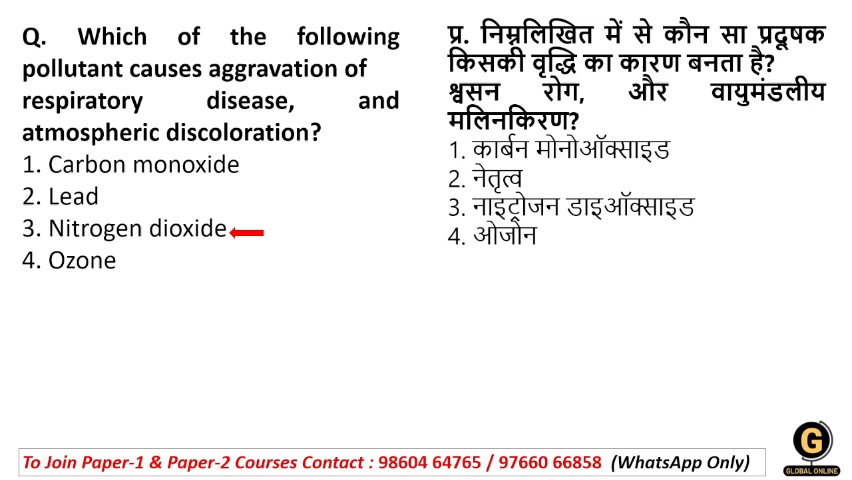 Q. Which of the following
pollutant causes aggravation of
respiratory disease, and
atmospheric discoloration?
1. Carbon monoxide
2. Lead
3. Nitrogen dioxide
4. Ozone
प्र. निम्नलिखित में से कौन सा प्रदूषक
किसकी वृद्धि का कारण बनता है?
श्वसन रोग, और वायुमंडलीय
मलिनकिरण?
1. कार्बन मोनोऑक्साइड
2. नेतृत्व
3. नाइट्रोजन डाइऑक्साइड
4. ओजोन
To Join Paper-1 & Paper-2 Courses Contact : 98604 64765 / 97660 66858 (WhatsApp Only)
G
GLOBAL ONLINE